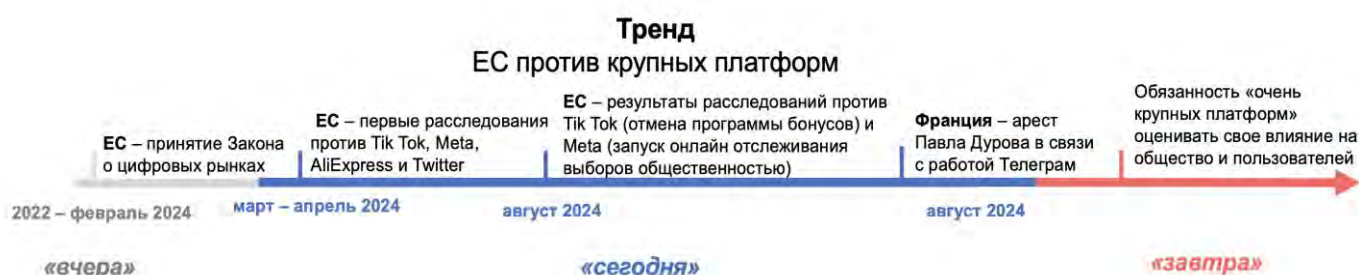 Тренд
ЕС против крупных платформ
ЕС – принятие Закона
о цифровых рынках
ЕС – первые расследования
против Tik Tok, Meta,
AliExpress и Twitter
ЕС – результаты расследований против
Tik Tok (отмена программы бонусов) и
Meta (запуск онлайн отслеживания
выборов общественностью)
Франция – арест
Павла Дурова в связи
с работой Телеграм
Обязанность «очень
крупных платформ»
оценивать свое влияние на
общество и пользователей
2022 – февраль 2024
март – апрель 2024
август 2024
август 2024
«вчера»
«сегодня»
«завтра»